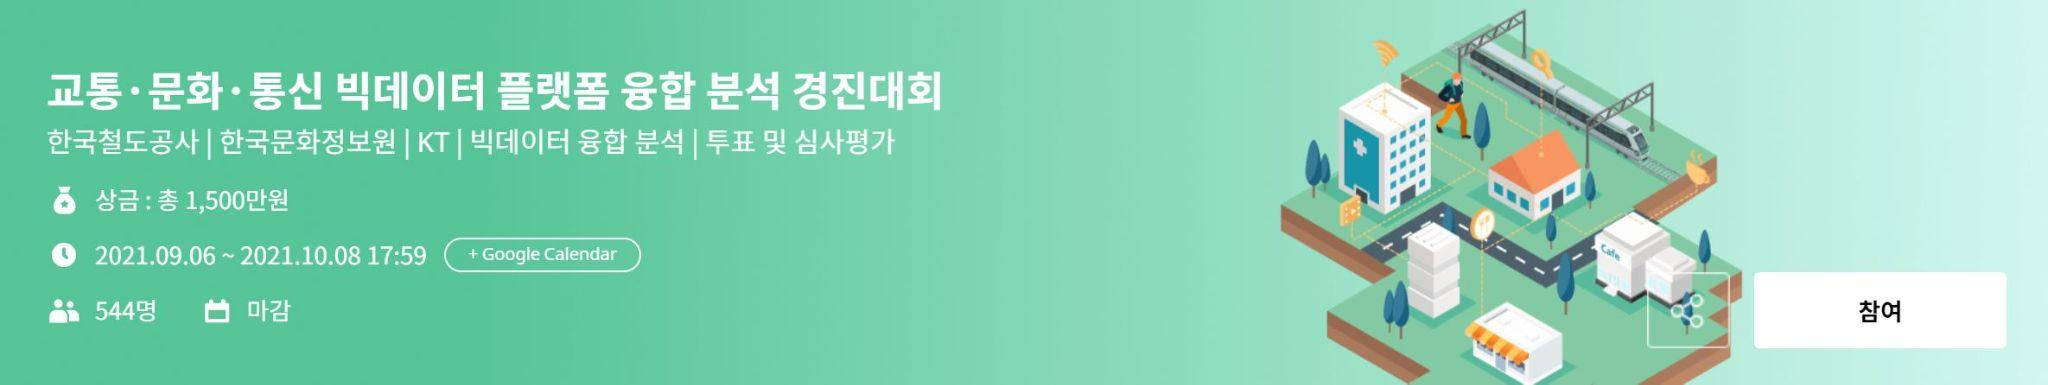 교통·문화·통신 빅데이터 플랫폼 융합 분석 경진대회
한국철도공사 | 한국문화정보원 | KT | 빅데이터 융합 분석 | 투표 및 심사평가
상금 : 총 1,500만원
2021.09.06 ~ 2021.10.08 17:59
+ Google Calendar
544명
마감
Cafe
참여